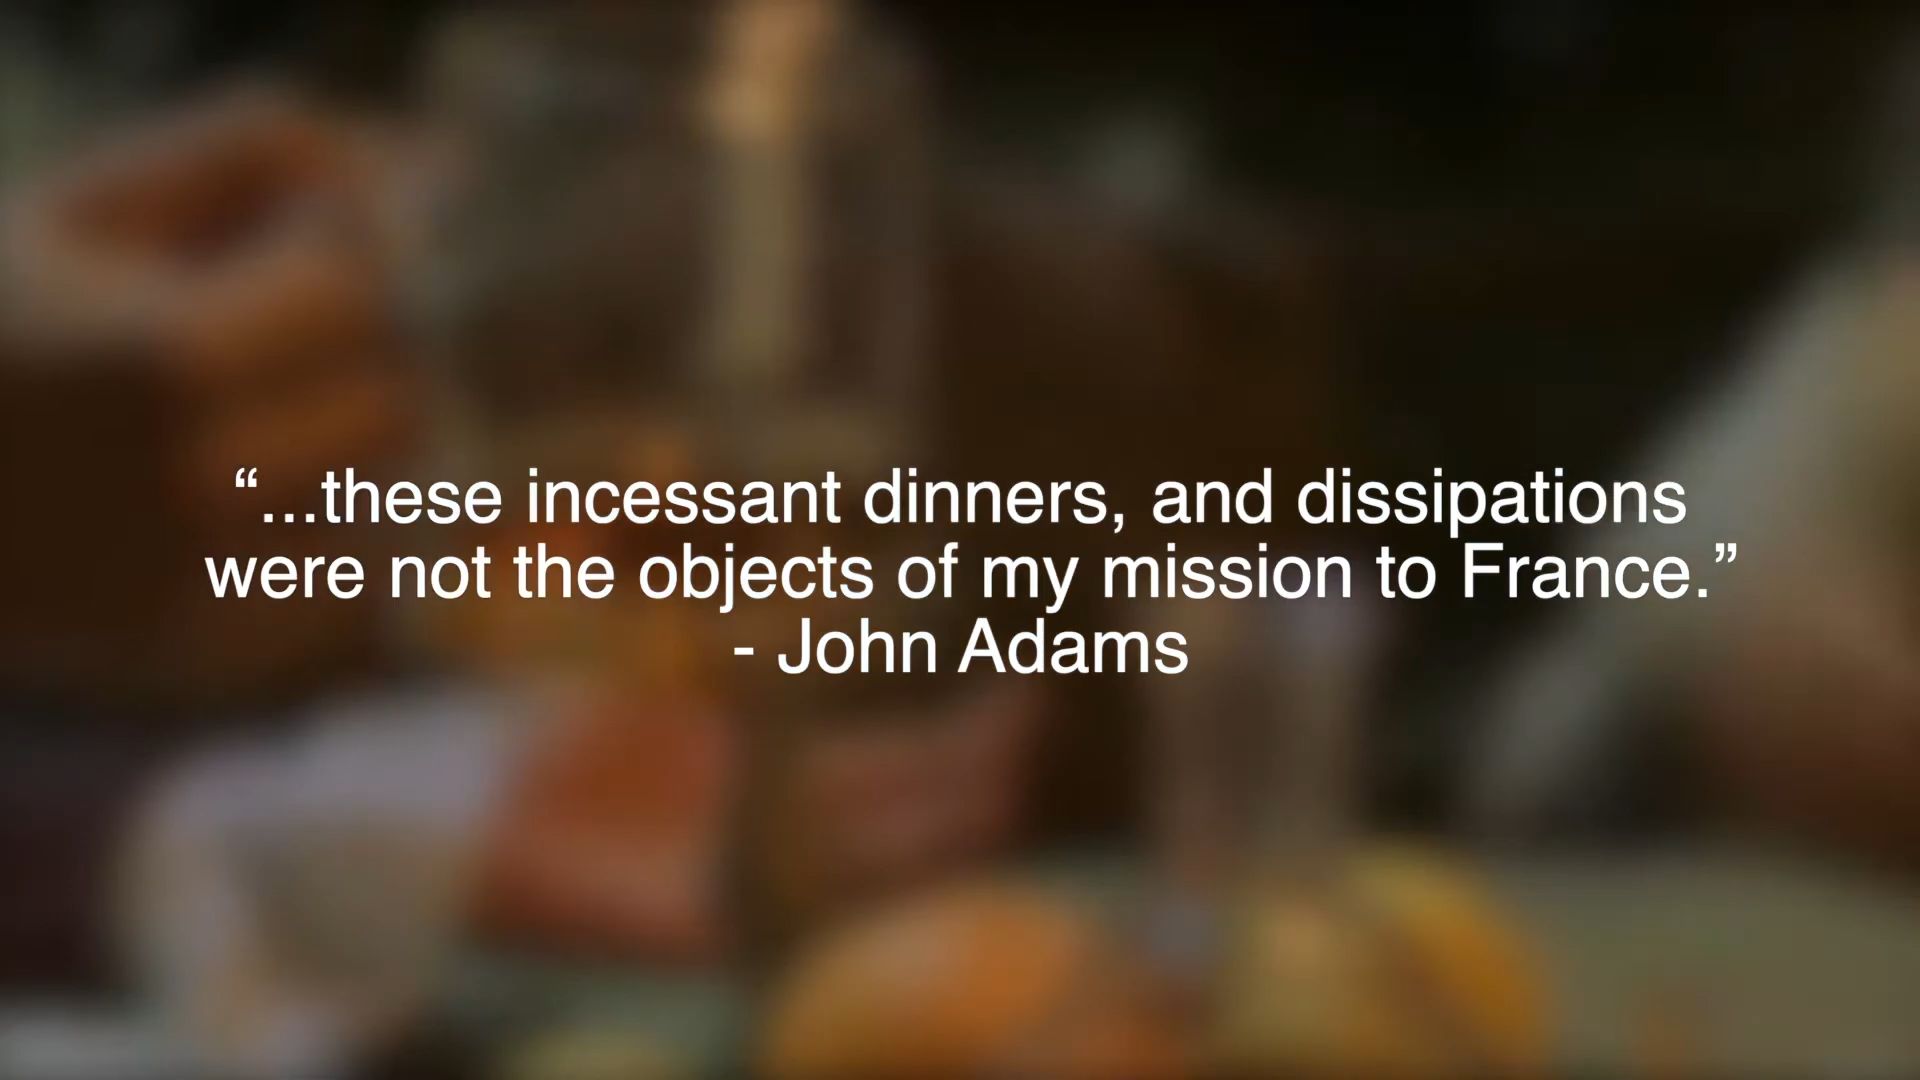 “...these incessant dinners, and dissipations
were not the objects of my mission to France.”
- John Adams